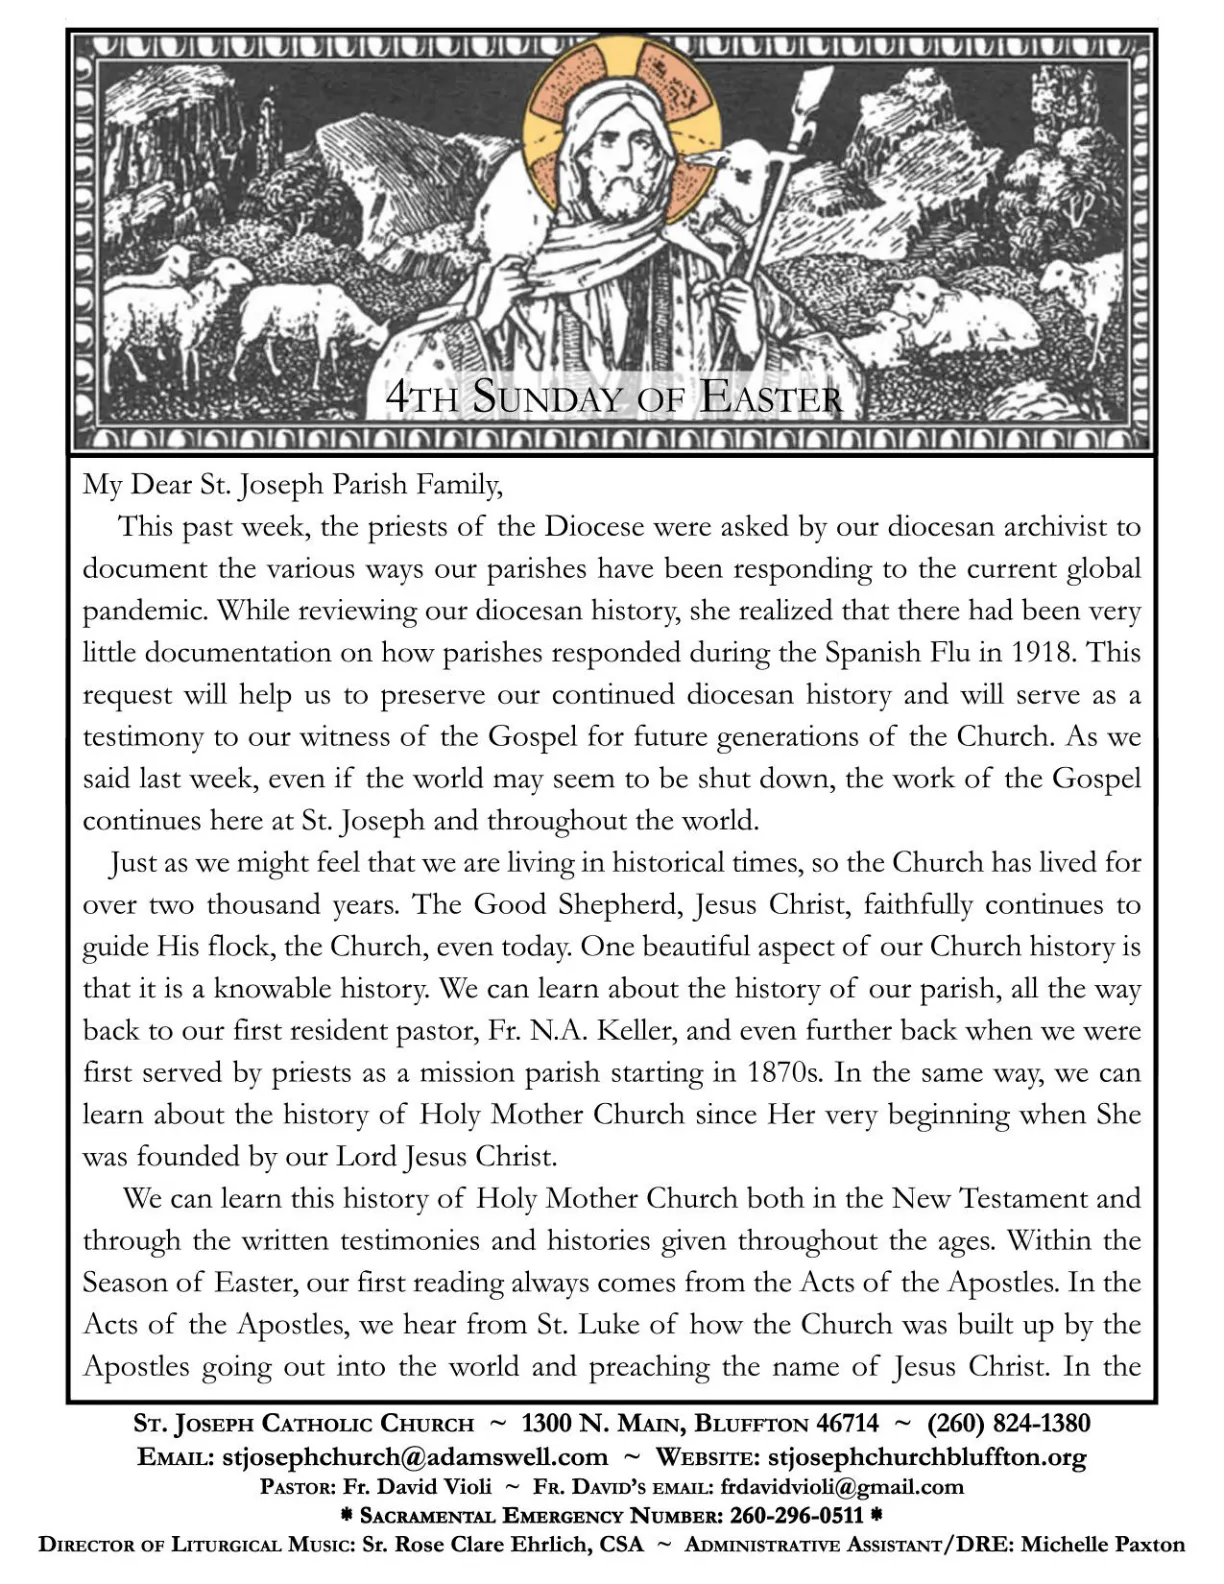 4th Sunday of Easter
My Dear St. Joseph Parish Family,
This past week, the priests of the Diocese were asked by our diocesan archivist to
document the various ways our parishes have been responding to the current global
pandemic. While reviewing our diocesan history, she realized that there had been very
little documentation on how parishes responded during the Spanish Flu in 1918. This
request will help us to preserve our continued diocesan history and will serve as a
testimony to our witness of the Gospel for future generations of the Church. As we
said last week, even if the world may seem to be shut down, the work of the Gospel
continues here at St. Joseph and throughout the world.
Just as we might feel that we are living in historical times, so the Church has lived for
over two thousand years. The Good Shepherd, Jesus Christ, faithfully continues to
guide His flock, the Church, even today. One beautiful aspect of our Church history is
that it is a knowable history. We can learn about the history of our parish, all the way
back to our first resident pastor, Fr. N.A. Keller, and even further back when we were
first served by priests as a mission parish starting in 1870s. In the same way, we can
learn about the history of Holy Mother Church since Her very beginning when She
was founded by our Lord Jesus Christ.
We can learn this history of Holy Mother Church both in the New Testament and
through the written testimonies and histories given throughout the ages. Within the
Season of Easter, our first reading always comes from the Acts of the Apostles. In the
Acts of the Apostles, we hear from St. Luke of how the Church was built up by the
Apostles going out into the world and preaching the name of Jesus Christ. In the
St. Joseph Catholic Church ~ 1300 N. Main, Bluffton 46714 ~ (260) 824-1380
Email: stjosephchurch@adamswell.com ~ Website: stjosephchurchbluffton.org
Pastor: Fr. David Violi ~ Fr. David's email: frdavidvioli@gmail.com
* Sacramental Emergency Number: 260-296-0511 *
Director of Liturgical Music: Sr. Rose Clare Ehrlich, CSA ~ Administrative Assistant/DRE: Michelle Paxton